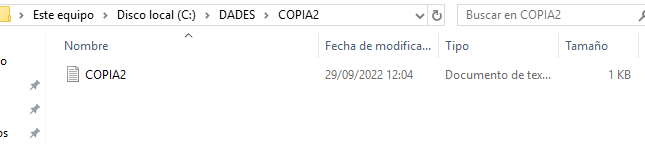 Este equipo > Disco local (C:) > DADES > COPIA2
Buscar en COPIA2
Nombre
Fecha de modifica...
Tipo
Tamaño
COPIA2
29/09/2022 12:04
Documento de tex...
1 KB
o
os